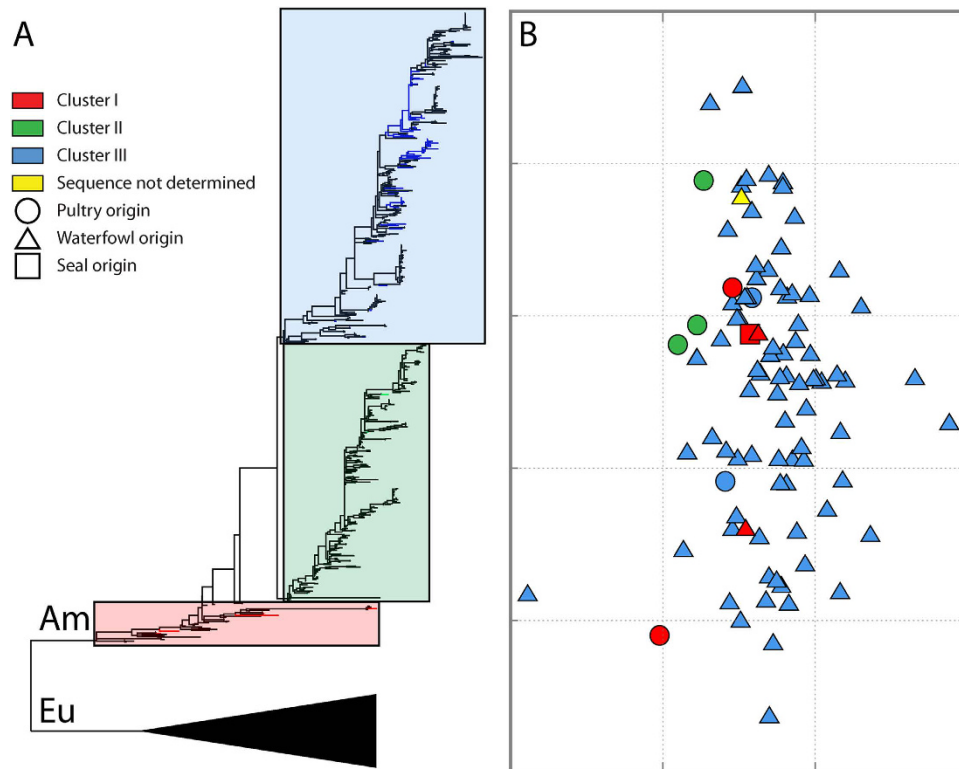 A
Cluster I
Cluster II
Cluster III
Sequence not determined
Pultry origin
Waterfowl origin
Seal origin
Am
Eu
B